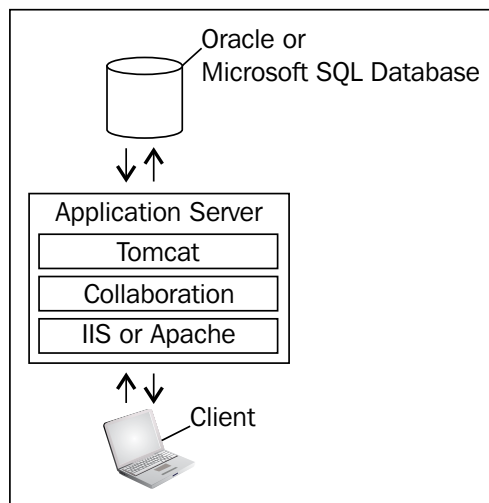 Oracle or
Microsoft SQL Database
Application Server
Tomcat
Collaboration
IIS or Apache
Client